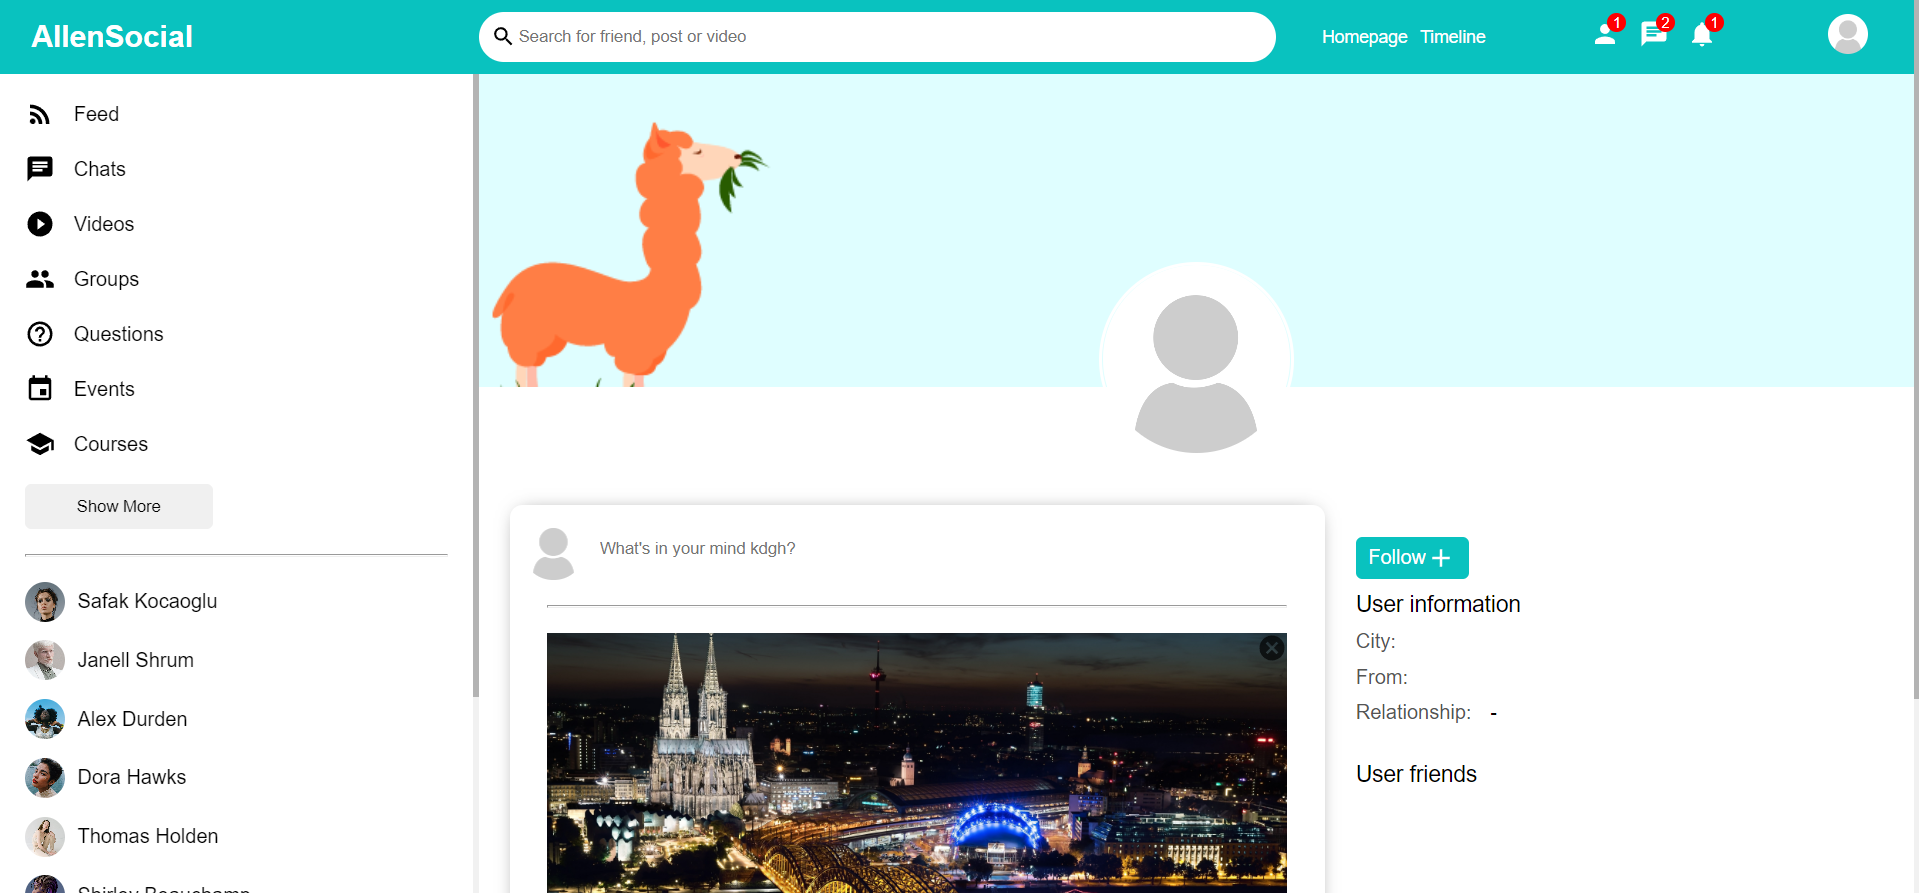 AllenSocial
Search for friend, post or video
Homepage Timeline
1
2
1
Feed
Chats
Videos
Groups
Questions
Events
Courses
Show More
Safak Kocaoglu
Janell Shrum
Alex Durden
Dora Hawks
Thomas Holden
Shirley Beauchamp
What's in your mind kdgh?
Follow
User information
City:
From:
Relationship: -
User friends